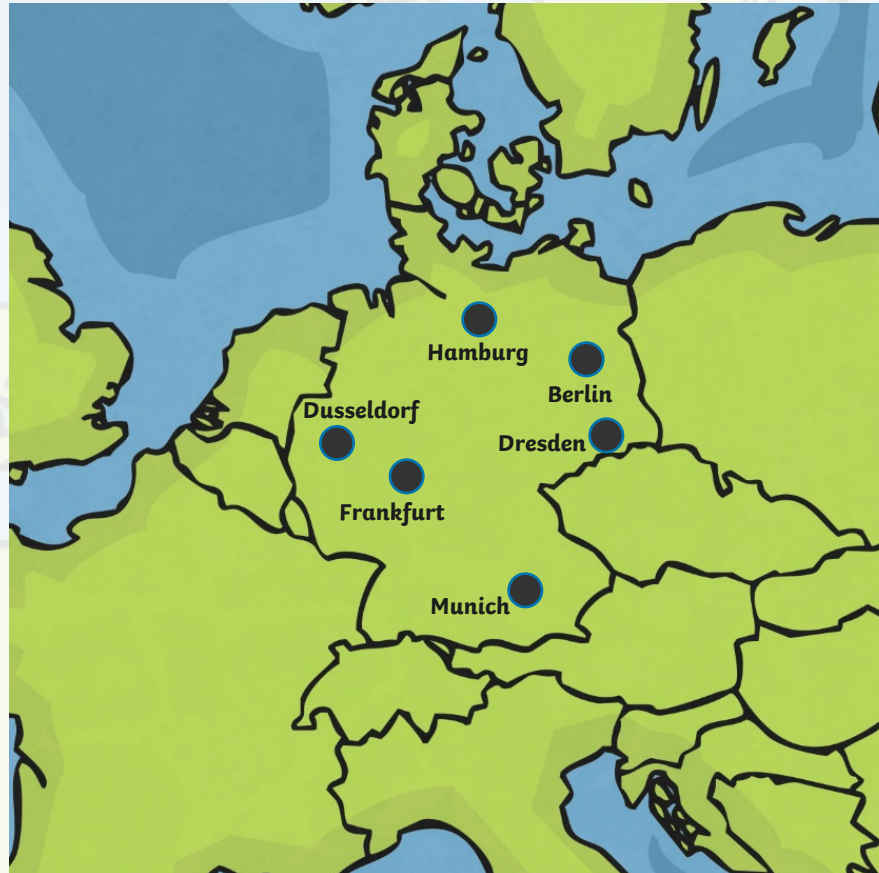 Hamburg
Berlin
Dusseldorf
Dresden
Frankfurt
Munich